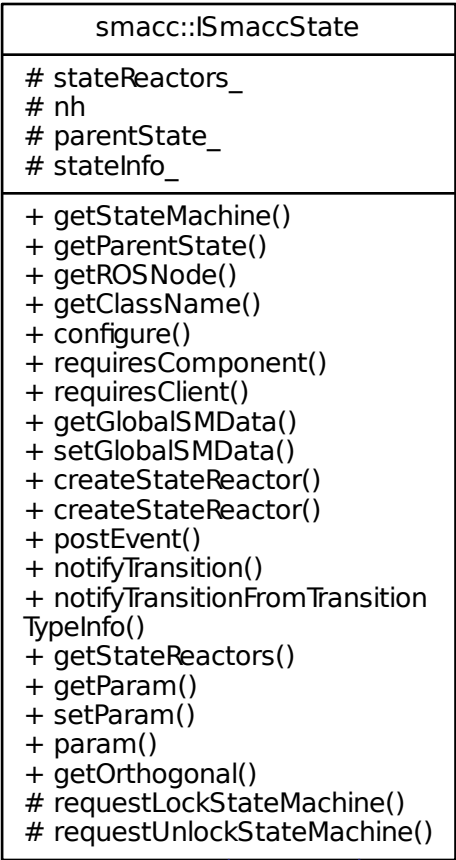 smacc::ISmaccState
# stateReactors_
# nh
# parentState_
# stateInfo_
+ getStateMachine()
+ getParentState()
+ getROSNode()
+ getClassName()
+ configure()
+ requiresComponent()
+ requiresClient()
+ getGlobalSMData()
+ setGlobalSMData()
+ createStateReactor()
+ createStateReactor()
+ postEvent()
+ notifyTransition()
+ notifyTransitionFromTransition
TypeInfo()
+ getStateReactors()
+ getParam()
+ setParam()
+ param()
+ getOrthogonal()
# requestLockStateMachine()
# requestUnlockStateMachine()